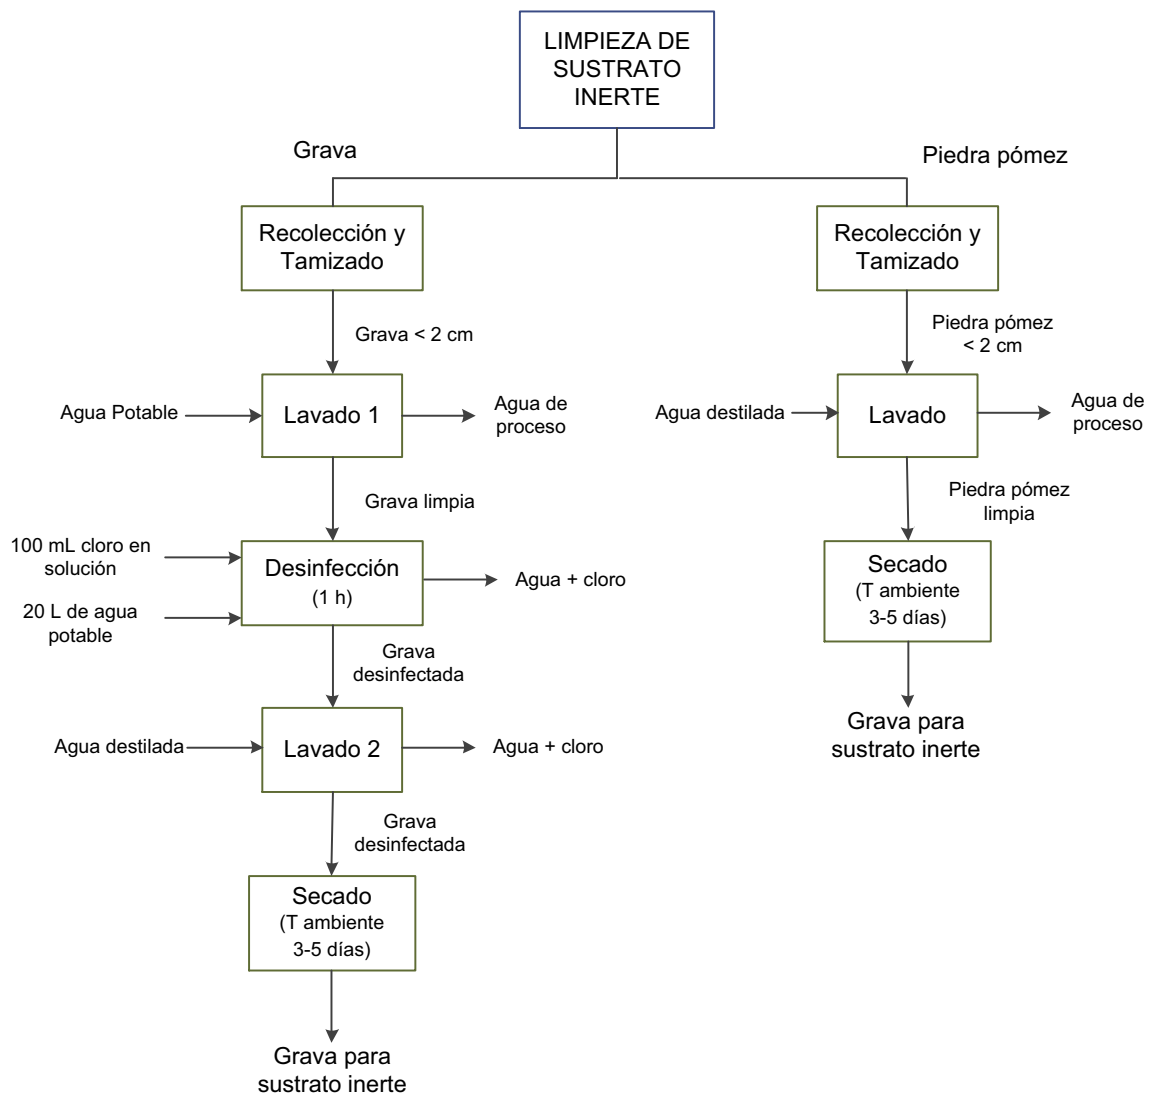 LIMPIEZA DE
SUSTRATO
INERTE
Grava
Piedra pómez
Recolección y
Tamizado
Grava < 2 cm
Agua Potable
Lavado 1
Agua de
proceso
Grava limpia
100 mL cloro en
solución
20 L de agua
potable
Desinfección
(1 h)
Agua + cloro
Grava
desinfectada
Agua destilada
Lavado 2
Agua + cloro
Grava
desinfectada
Secado
(T ambiente
3-5 días)
Grava para
sustrato inerte
Recolección y
Tamizado
Piedra pómez
< 2 cm
Agua destilada
Lavado
Agua de
proceso
Piedra pómez
limpia
Secado
(T ambiente
3-5 días)
Grava para
sustrato inerte